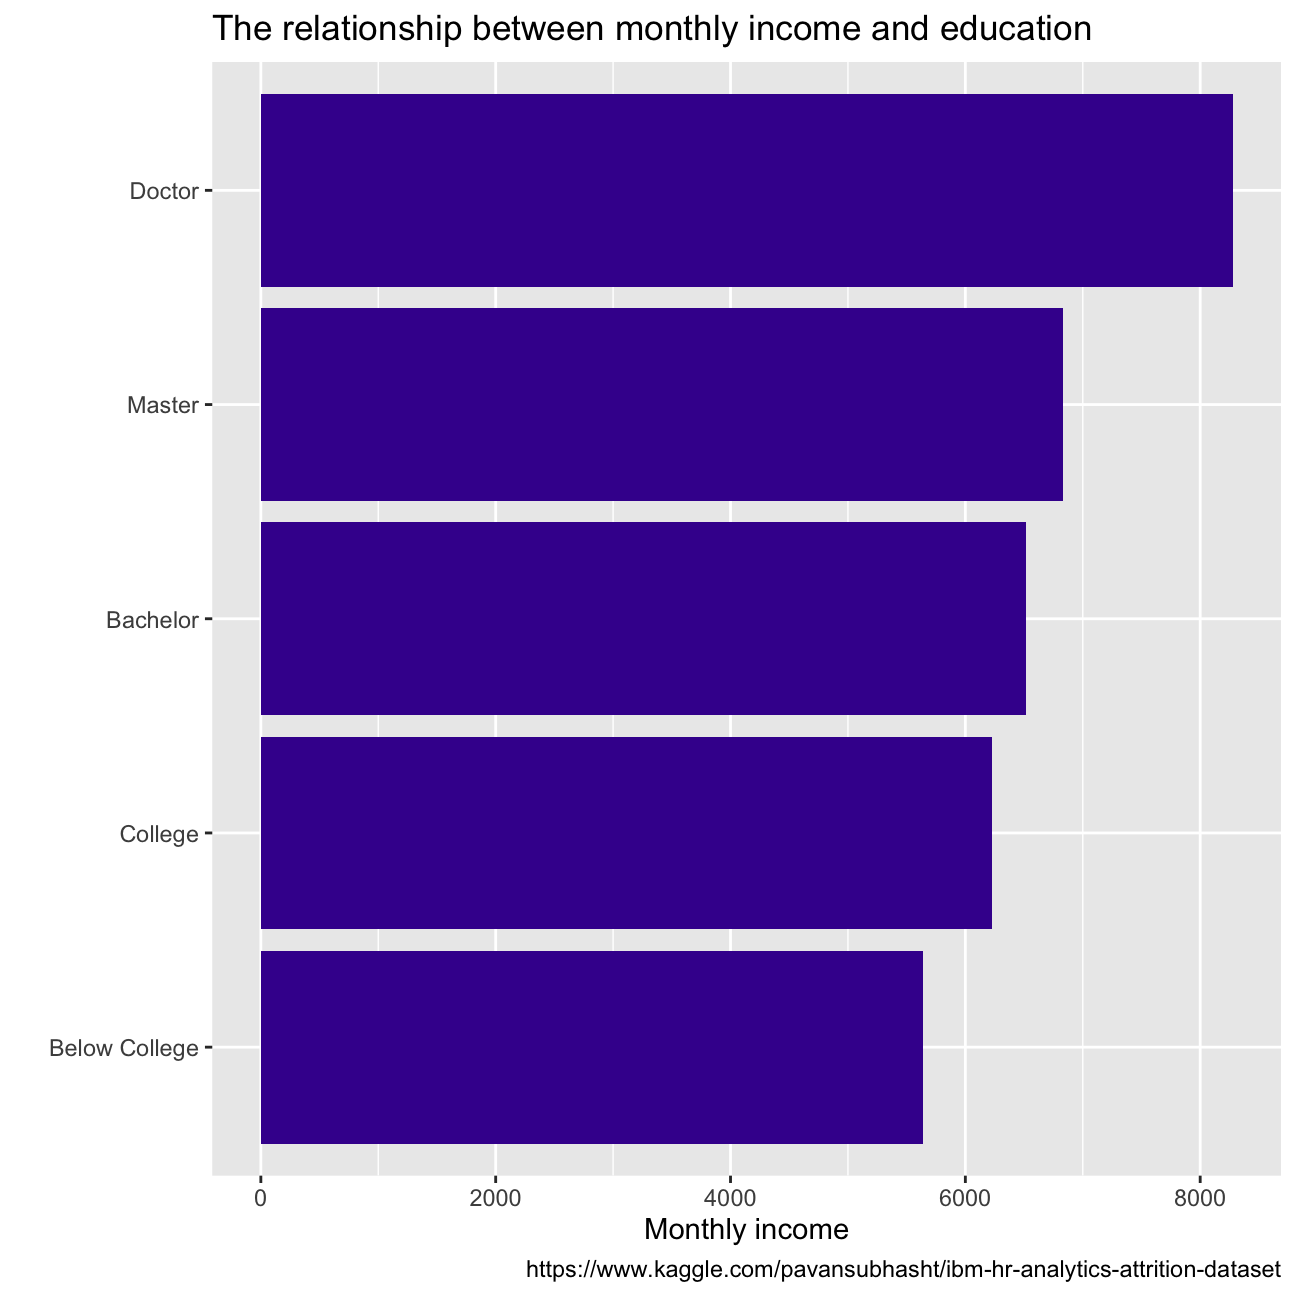 The relationship between monthly income and education
Doctor
Master
Bachelor
College
Below College
0 2000 4000 6000 8000
Monthly income
https://www.kaggle.com/pavansubhasht/ibm-hr-analytics-attrition-dataset